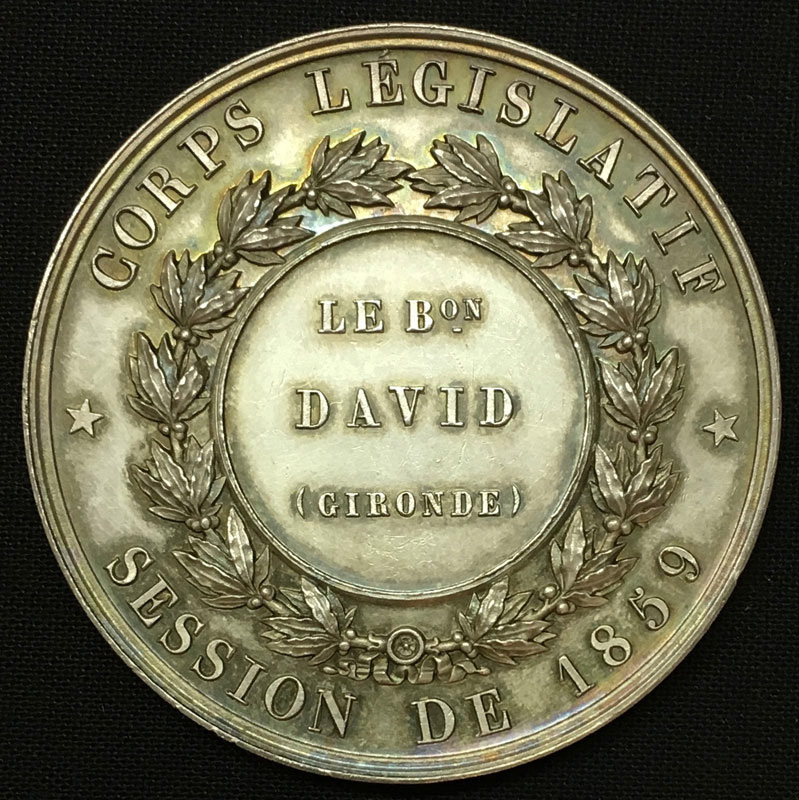 CORPS LÉGISLATIF
LE BON
DAVID
(GIRONDE)
SESSION DE 1859